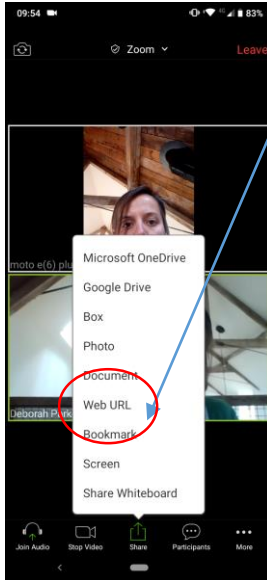 09:54 83%
Zoom Leave
Microsoft OneDrive
Google Drive
Box
Photo
moto e(6) plu
Document
Web URL
Deborah Park
Bookmark
Screen
Share Whiteboard
Join Audio Stop Video Share Participants More